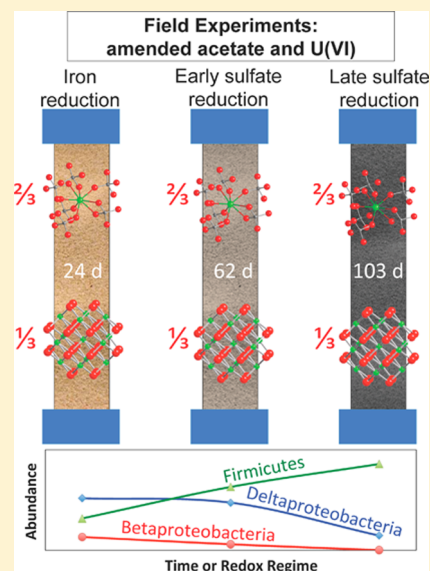 Field Experiments:
amended acetate and U(VI)
Iron
reduction
Early sulfate
reduction
Late sulfate
reduction
⅔
⅔
⅔
24 d
62 d
103 d
⅓
⅓
⅓
Abundance
Firmicutes
Deltaproteobacteria
Betaproteobacteria
Time or Redox Regime